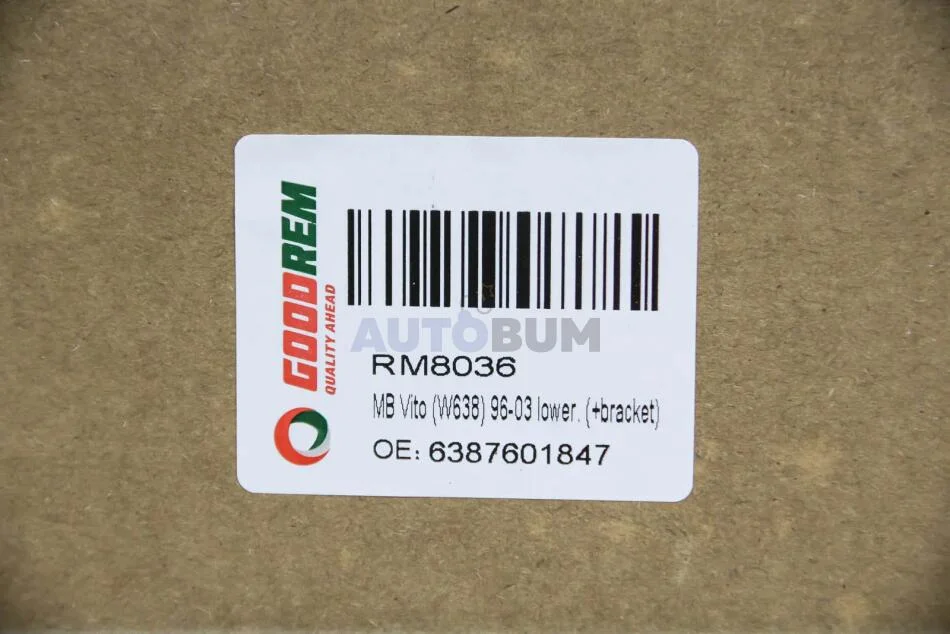 GOODREM
QUALITY AHEAD
AUTOBUM
RM8036
MB Vito (W638) 96-03 lower. (+bracket)
OE: 6387601847